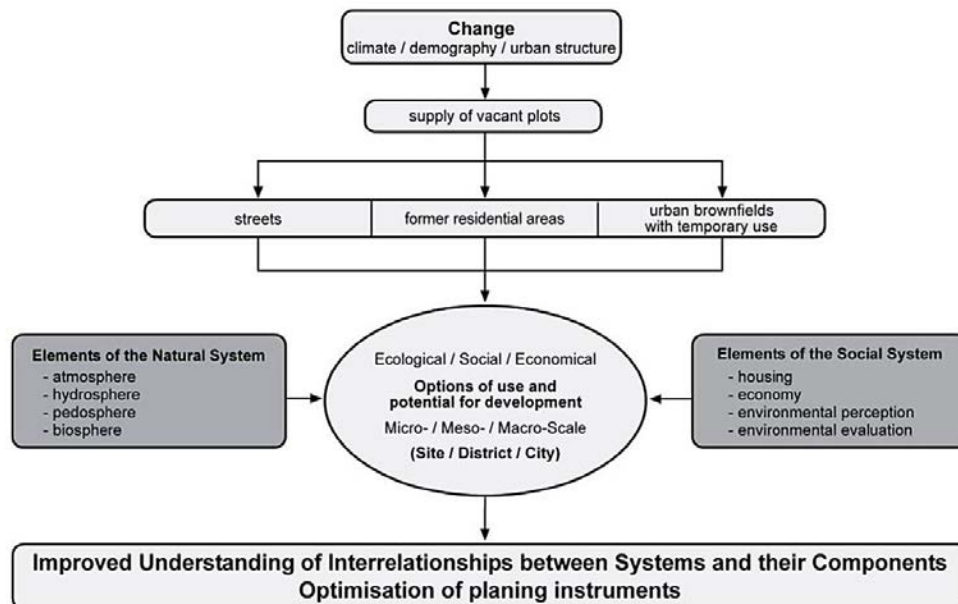 Change
climate / demography / urban structure
supply of vacant plots
streets
former residential areas
urban brownfields
with temporary use
Elements of the Natural System
- atmosphere
- hydrosphere
- pedosphere
- biosphere
Ecological / Social / Economical
Options of use and
potential for development
Micro- / Meso- / Macro-Scale
(Site / District / City)
Elements of the Social System
- housing
- economy
- environmental perception
- environmental evaluation
Improved Understanding of Interrelationships between Systems and their Components
Optimisation of planing instruments